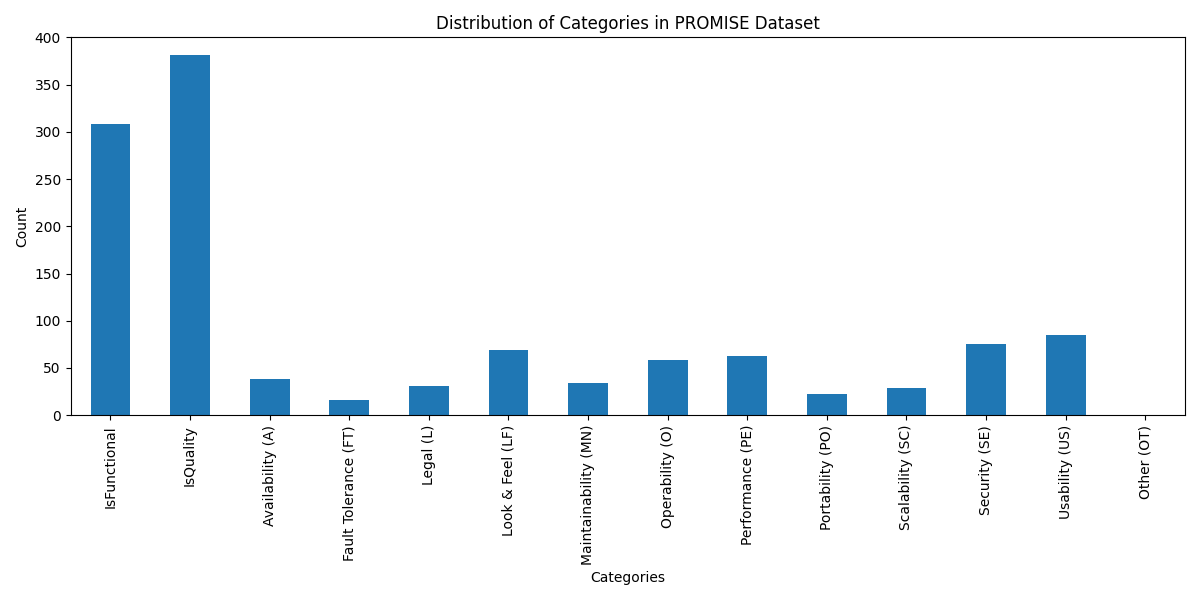 Distribution of Categories in PROMISE Dataset
400
350
300
250
200
150
100
50
0
Count
IsFunctional
IsQuality
Availability (A)
Fault Tolerance (FT)
Legal (L)
Look & Feel (LF)
Maintainability (MN)
Operability (O)
Performance (PE)
Portability (PO)
Scalability (SC)
Security (SE)
Usability (US)
Other (OT)
Categories